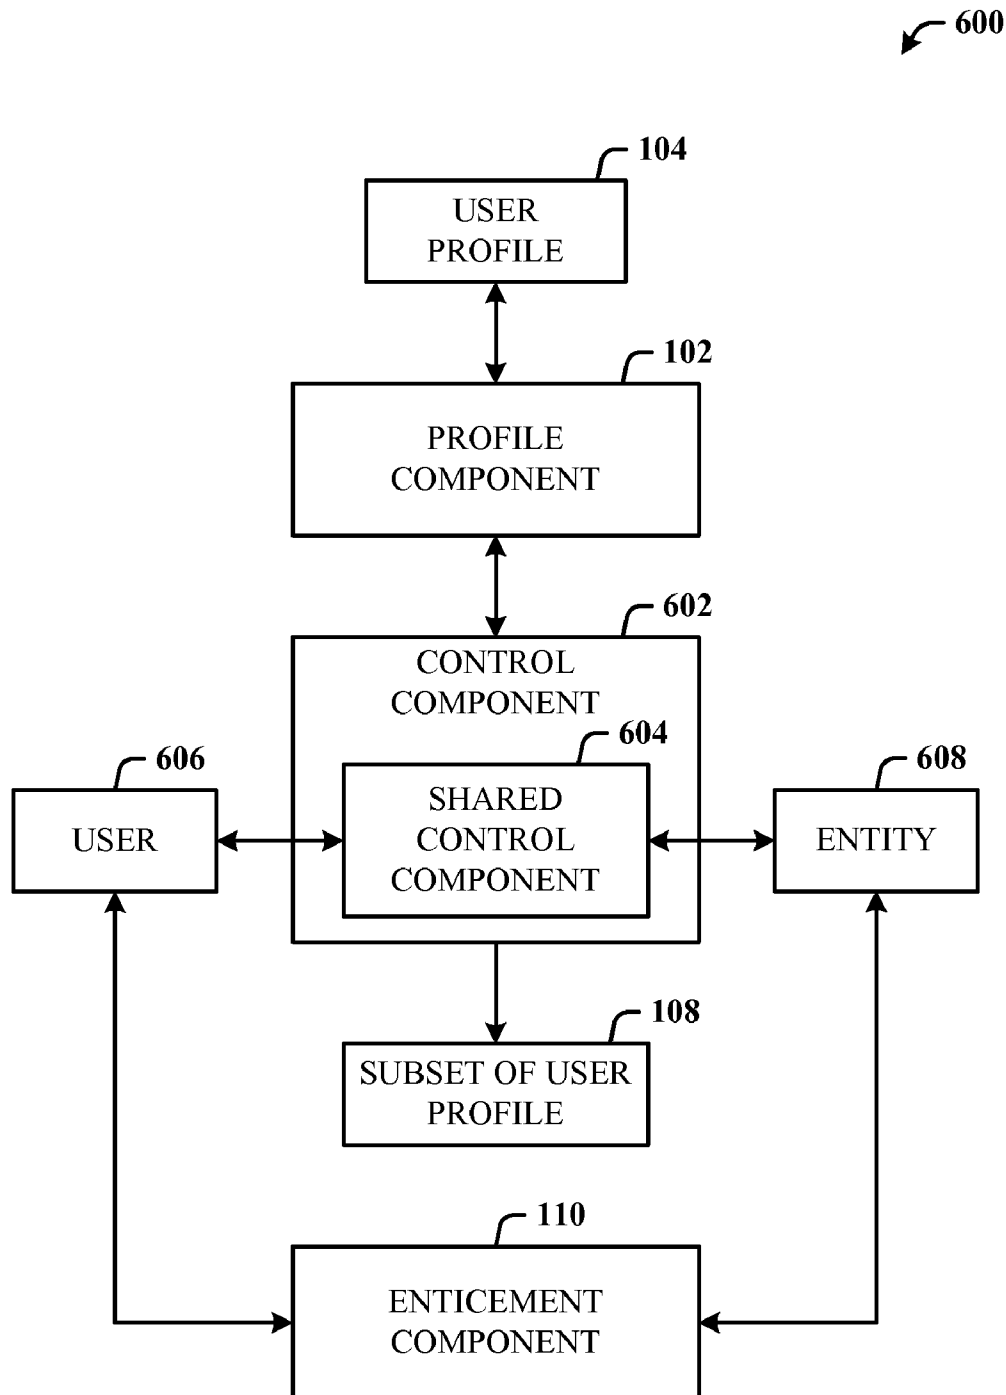 600
104
USER
PROFILE
102
PROFILE
COMPONENT
602
CONTROL
COMPONENT
604
606
608
SHARED
CONTROL
COMPONENT
USER
ENTITY
108
SUBSET OF USER
PROFILE
110
ENTICEMENT
COMPONENT